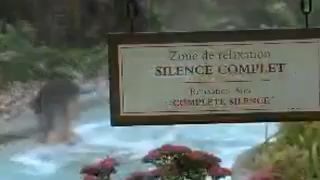 Zone de relaxation
SILENCE COMPLET
Relaxation Area
"COMPLETE SILENCE"